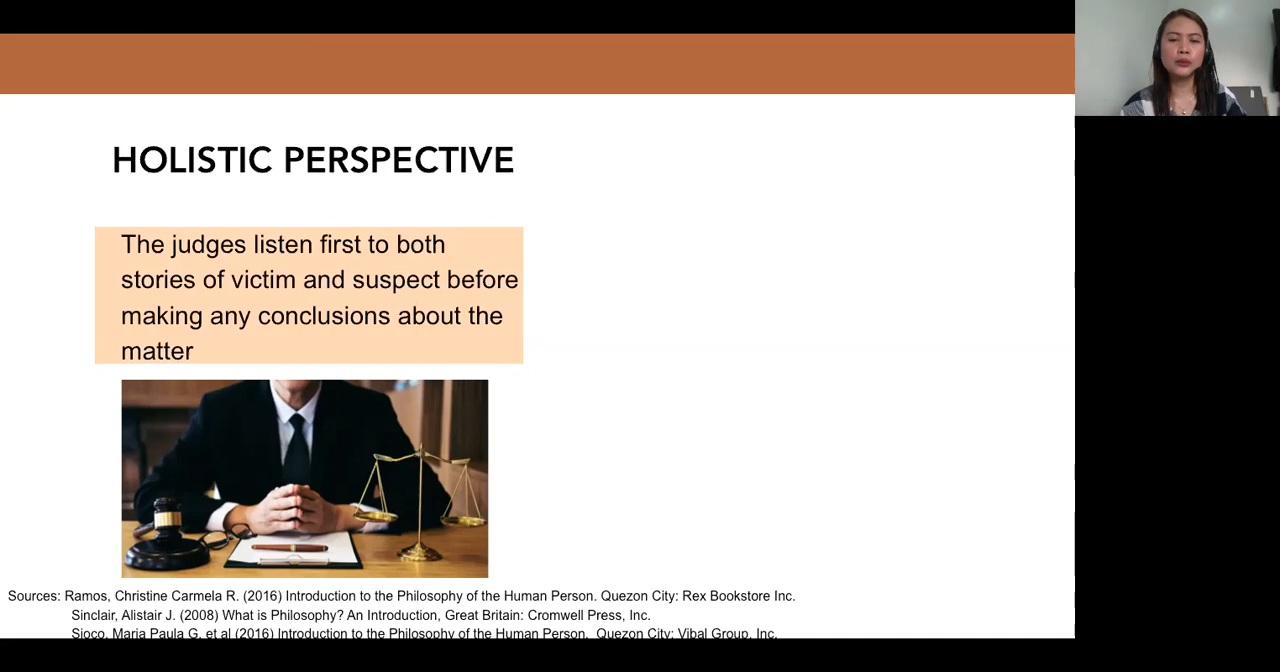 HOLISTIC PERSPECTIVE
The judges listen first to both
stories of victim and suspect before
making any conclusions about the
matter
Sources: Ramos, Christine Carmela R. (2016) Introduction to the Philosophy of the Human Person. Quezon City: Rex Bookstore Inc.
Sinclair, Alistair J. (2008) What is Philosophy? An Introduction, Great Britain: Cromwell Press, Inc.
Sioco, Maria Paula G. et al (2016) Introduction to the Philosophy of the Human Person. Quezon City: Vibal Group, Inc.